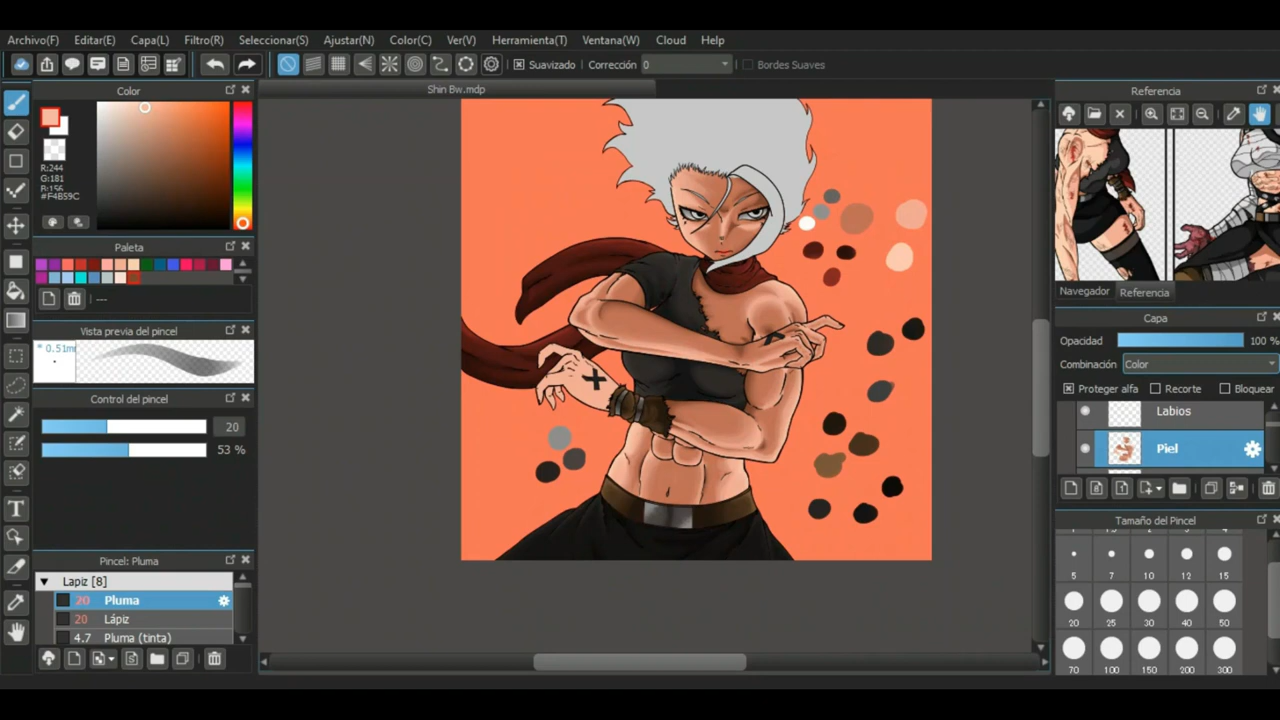 Archivo(F) Editar(E) Capa(L) Filtro(R) Seleccionar(S) Ajustar(N) Color(C) Ver(V) Herramienta(T) Ventana(W) Cloud Help
Suavizado Corrección 0 Bordes Suaves
Color
Shin Bw.mdp
Referencia
R:244
G:181
B:156
#F4B59C
Paleta
---
Navegador Referencia
Capa
Vista previa del pincel
Opacidad 100 %
* 0.51m
Combinación Color
Proteger alfa Recorte Bloquear
Control del pincel
Labios
20
53 %
Piel
Tamaño del Pincel
Pincel: Pluma
5 7 10 12 15
Lapiz [8]
20 Pluma
20 Lápiz
4.7 Pluma (tinta)
20 25 30 40 50
70 100 150 200 300